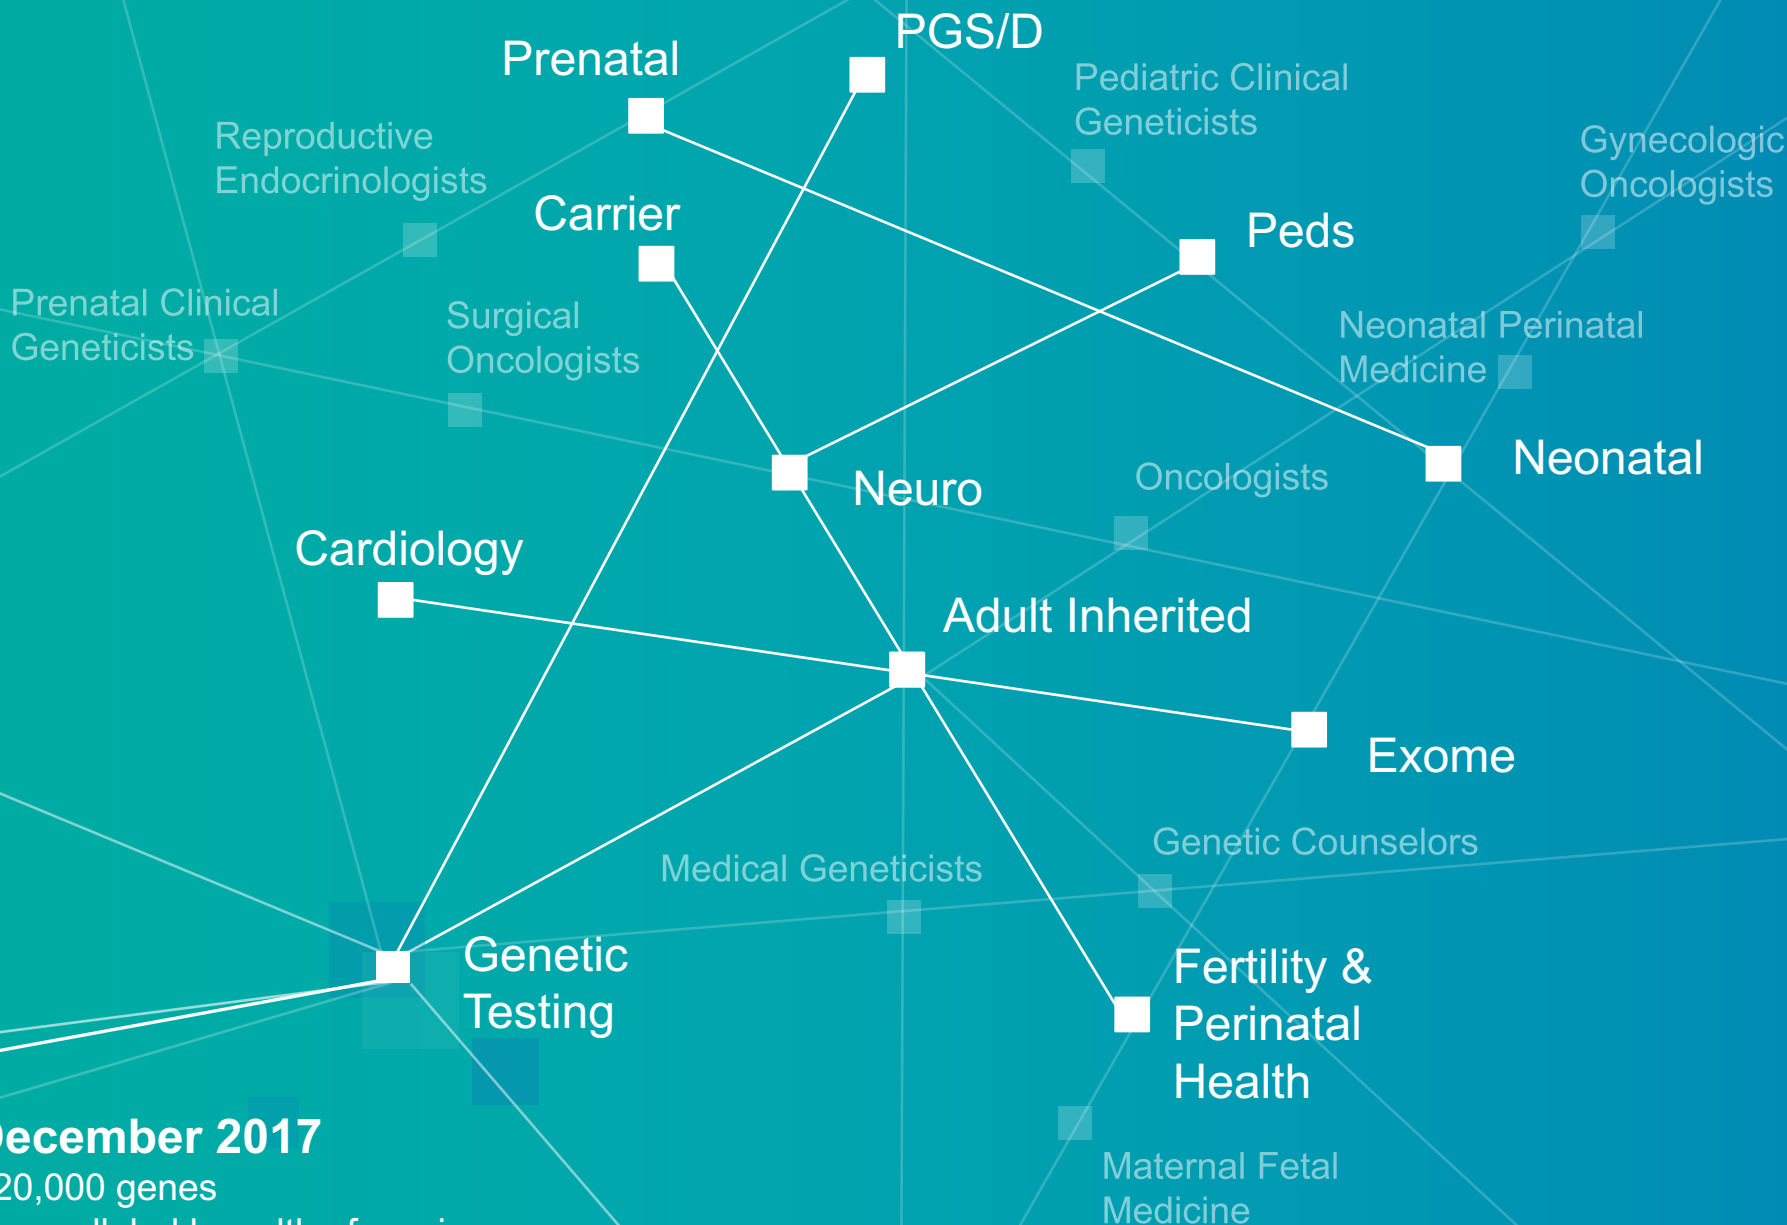 PGS/D
Prenatal
Pediatric Clinical
Geneticists
Reproductive
Endocrinologists
Gynecologic
Oncologists
Carrier
Peds
Prenatal Clinical
Geneticists
Surgical
Oncologists
Neonatal Perinatal
Medicine
Neonatal
Oncologists
Neuro
Cardiology
Adult Inherited
Exome
Genetic Counselors
Medical Geneticists
Genetic
Testing
Fertility &
Perinatal
Health
December 2017
20,000 genes
Maternal Fetal
Medicine